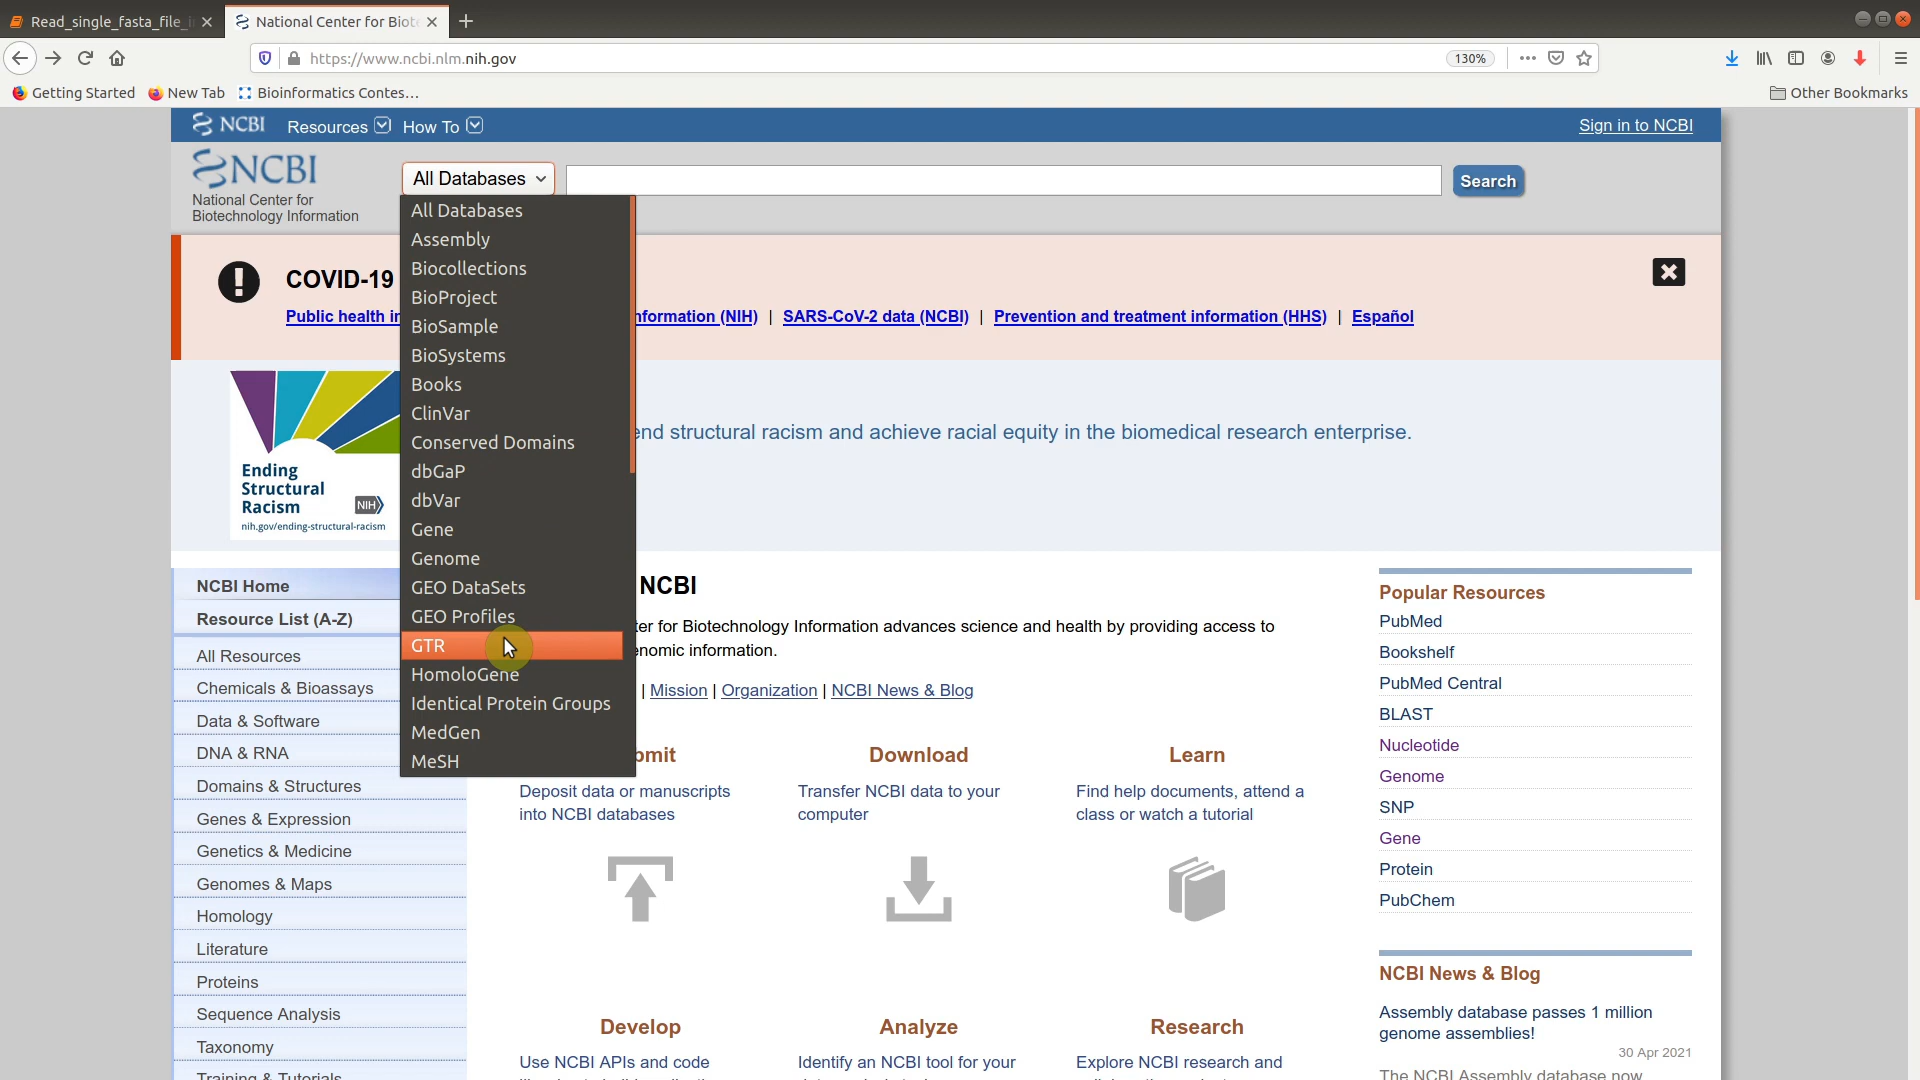 Read_single_fasta_file_i
National Center for Biote
https://www.ncbi.nlm.nih.gov
130%
Getting Started
New Tab
Bioinformatics Contes…
Other Bookmarks
NCBI
Resources
How To
Sign in to NCBI
NCBI
National Center for
Biotechnology Information
All Databases
Search
All Databases
Assembly
Biocollections
BioProject
BioSample
BioSystems
Books
ClinVar
Conserved Domains
dbGaP
dbVar
Gene
Genome
GEO DataSets
GEO Profiles
GTR
HomoloGene
Identical Protein Groups
MedGen
MeSH
COVID-19
Public health in
nformation (NIH) | SARS-CoV-2 data (NCBI) | Prevention and treatment information (HHS) | Español
Ending
Structural
Racism
NIH
nih.gov/ending-structural-racism
end structural racism and achieve racial equity in the biomedical research enterprise.
NCBI Home
Resource List (A-Z)
All Resources
Chemicals & Bioassays
Data & Software
DNA & RNA
Domains & Structures
Genes & Expression
Genetics & Medicine
Genomes & Maps
Homology
Literature
Proteins
Sequence Analysis
Taxonomy
Training & Tutorials
NCBI
ter for Biotechnology Information advances science and health by providing access to
enomic information.
| Mission | Organization | NCBI News & Blog
bmit
Deposit data or manuscripts
into NCBI databases
Download
Transfer NCBI data to your
computer
Learn
Find help documents, attend a
class or watch a tutorial
Develop
Use NCBI APIs and code
Analyze
Identify an NCBI tool for your
Research
Explore NCBI research and
Popular Resources
PubMed
Bookshelf
PubMed Central
BLAST
Nucleotide
Genome
SNP
Gene
Protein
PubChem
NCBI News & Blog
Assembly database passes 1 million
genome assemblies!
30 Apr 2021
The NCBI Assembly database now